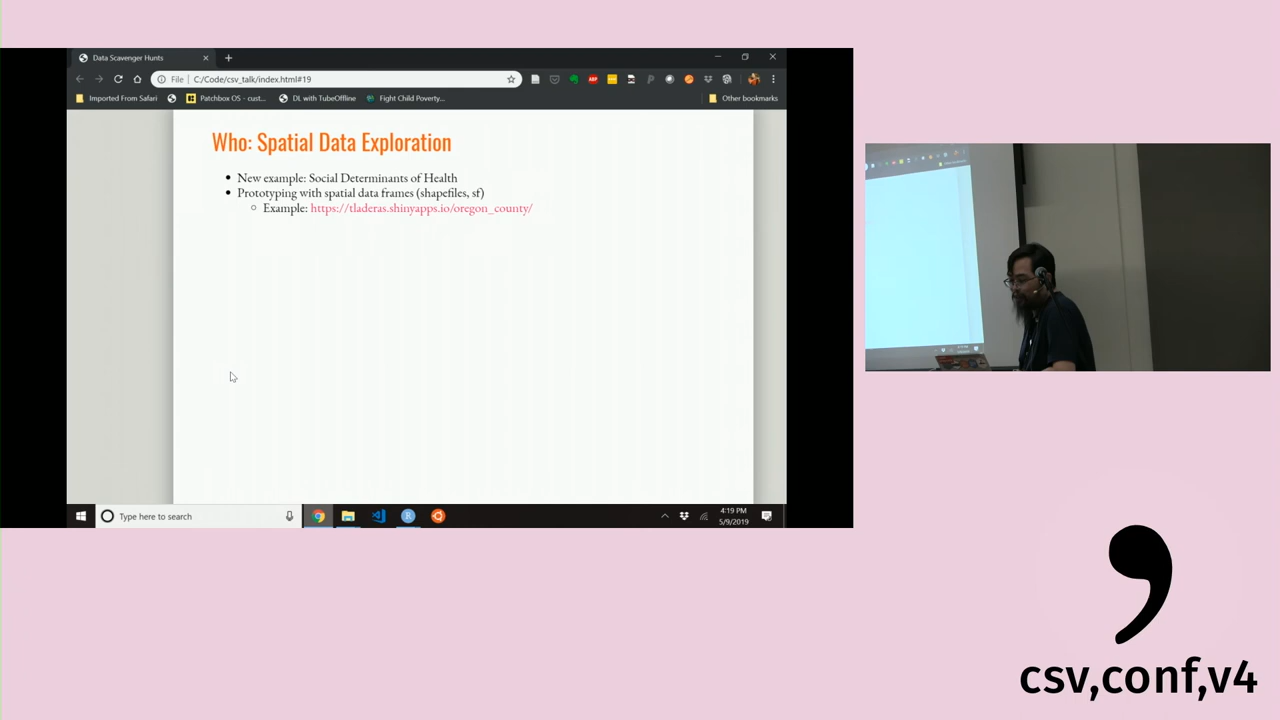 Data Scavenger Hunts
File
C:/Code/csv_talk/index.html#19
Imported From Safari
Patchbox OS - cust...
DL with TubeOffline
Fight Child Poverty...
Other bookmarks
Who: Spatial Data Exploration
New example: Social Determinants of Health
Prototyping with spatial data frames (shapefiles, sf)
Example: https://tladeras.shinyapps.io/oregon_county/
Type here to search
4:19 PM
5/9/2019
csv,conf,v4